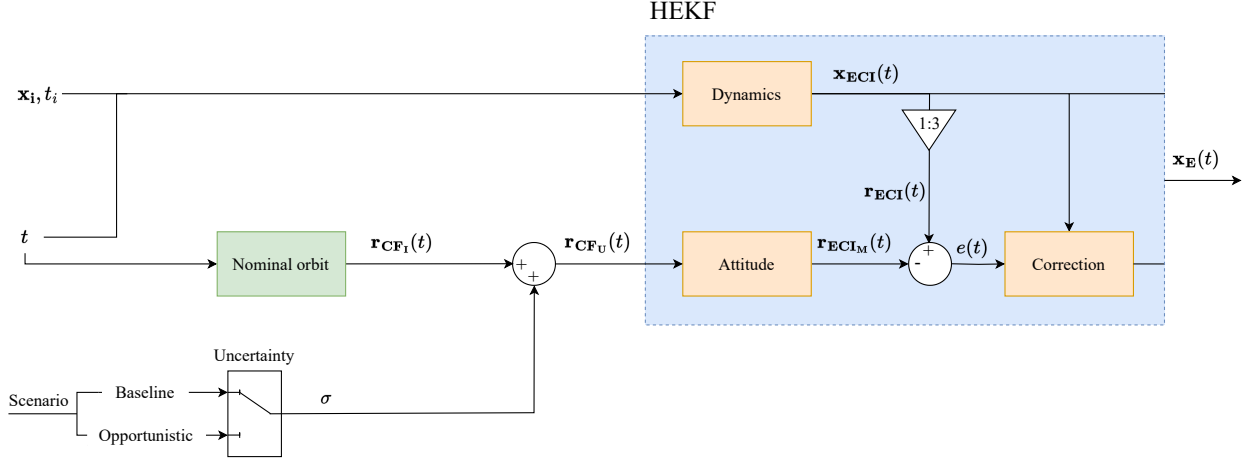 HEKF
x_i, t_i
Dynamics
x_ECI(t)
1:3
x_E(t)
r_ECI(t)
t
Nominal orbit
r_CF_I(t)
+
+
r_CF_U(t)
Attitude
r_ECI_M(t)
+
-
e(t)
Correction
Uncertainty
Scenario
Baseline
σ
Opportunistic